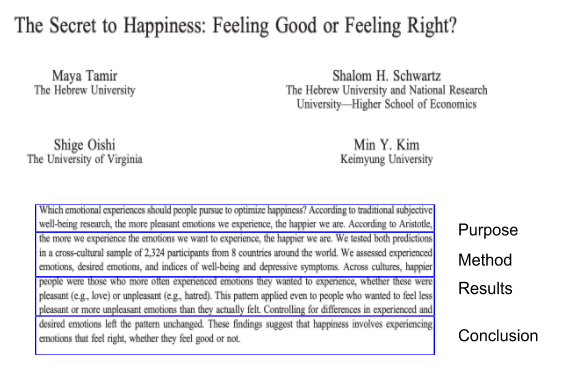 The Secret to Happiness: Feeling Good or Feeling Right?
Maya Tamir
The Hebrew University
Shalom H. Schwartz
The Hebrew University and National Research
University—Higher School of Economics
Shige Oishi
The University of Virginia
Min Y. Kim
Keimyung University
Which emotional experiences should people pursue to optimize happiness? According to traditional subjective
well-being research, the more pleasant emotions we experience, the happier we are. According to Aristotle,
the more we experience the emotions we want to experience, the happier we are. We tested both predictions
in a cross-cultural sample of 2,324 participants from 8 countries around the world. We assessed experienced
emotions, desired emotions, and indices of well-being and depressive symptoms. Across cultures, happier
people were those who more often experienced emotions they wanted to experience, whether these were
pleasant (e.g., love) or unpleasant (e.g., hatred). This pattern applied even to people who wanted to feel less
pleasant or more unpleasant emotions than they actually felt. Controlling for differences in experienced and
desired emotions left the pattern unchanged. These findings suggest that happiness involves experiencing
emotions that feel right, whether they feel good or not.
Purpose
Method
Results
Conclusion